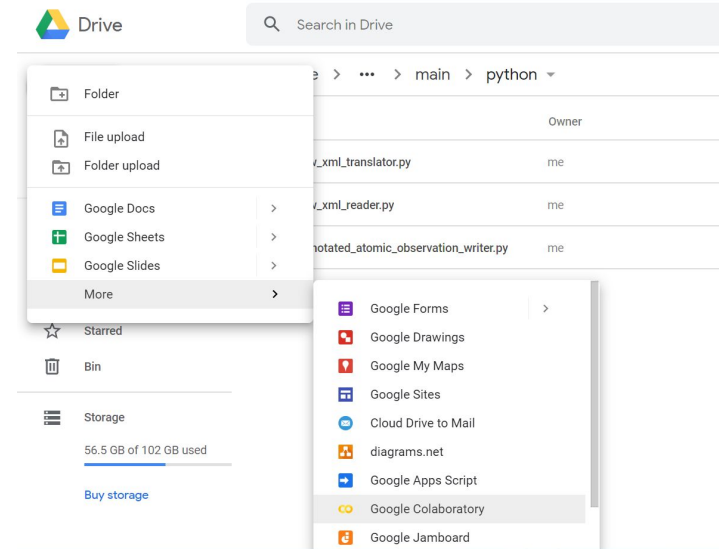 Drive
Search in Drive
main > python
Folder
File upload
Folder upload
Google Docs
Google Sheets
Google Slides
More
Starred
Bin
Storage
56.5 GB of 102 GB used
Buy storage
Owner
_xml_translator.py me
_xml_reader.py me
notated_atomic_observation_writer.py me
Google Forms
Google Drawings
Google My Maps
Google Sites
Cloud Drive to Mail
diagrams.net
Google Apps Script
Google Colaboratory
Google Jamboard